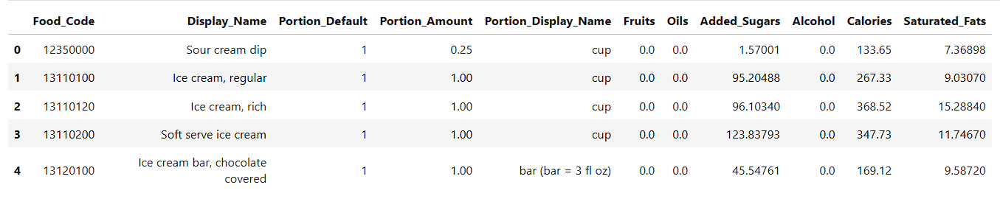 Food_Code Display_Name Portion_Default Portion_Amount Portion_Display_Name Fruits Oils Added_Sugars Alcohol Calories Saturated_Fats
0 12350000 Sour cream dip 1 0.25 cup 0.0 0.0 1.57001 0.0 133.65 7.36898
1 13110100 Ice cream, regular 1 1.00 cup 0.0 0.0 95.20488 0.0 267.33 9.03070
2 13110120 Ice cream, rich 1 1.00 cup 0.0 0.0 96.10340 0.0 368.52 15.28840
3 13110200 Soft serve ice cream 1 1.00 cup 0.0 0.0 123.83793 0.0 347.73 11.74670
4 13120100 Ice cream bar, chocolate
covered 1 1.00 bar (bar = 3 fl oz) 0.0 0.0 45.54761 0.0 169.12 9.58720